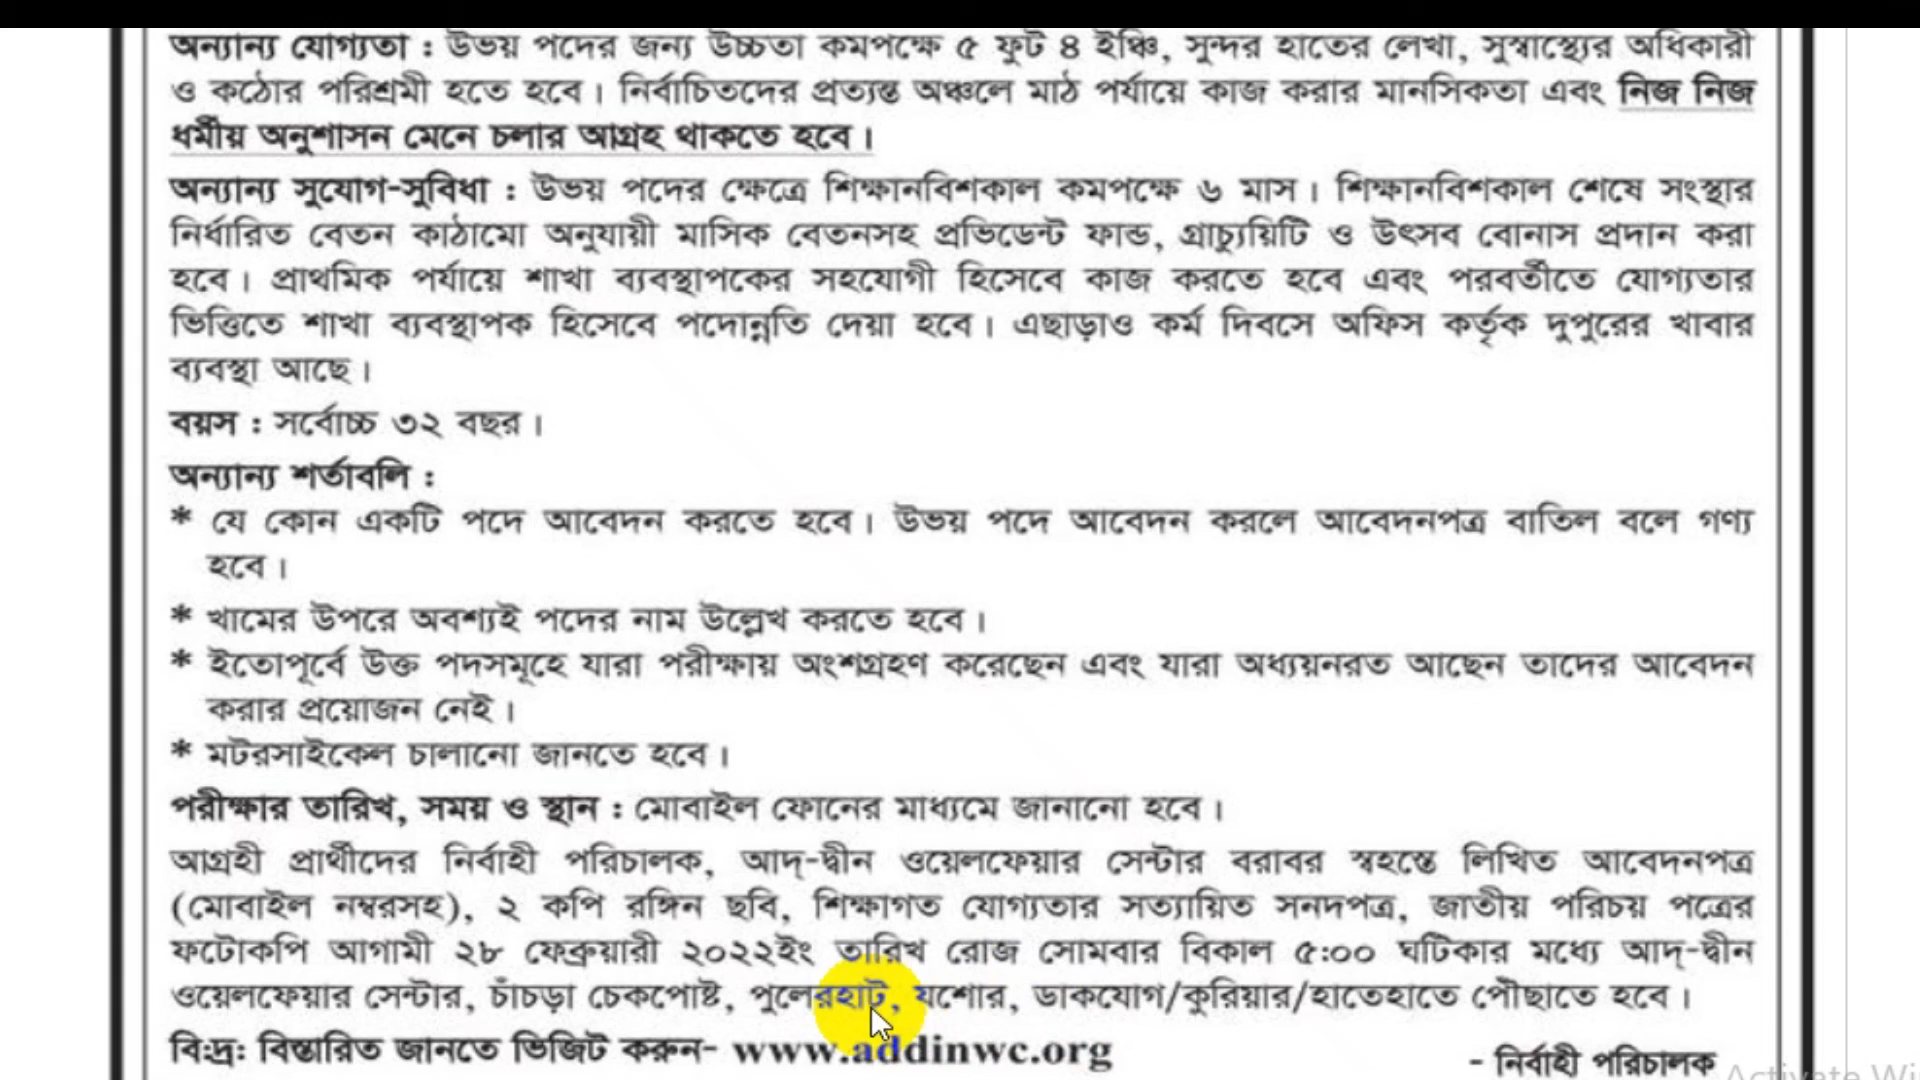 অন্যান্য যোগ্যতা : উভয় পদের জন্য উচ্চতা কমপক্ষে ৫ ফুট ৪ ইঞ্চি, সুন্দর হাতের লেখা, সুস্বাস্থ্যের অধিকারী
ও কঠোর পরিশ্রমী হতে হবে। নির্বাচিতদের প্রত্যন্ত অঞ্চলে মাঠ পর্যায়ে কাজ করার মানসিকতা এবং নিজ নিজ
ধর্মীয় অনুশাসন মেনে চলার আগ্রহ থাকতে হবে।
অন্যান্য সুযোগ-সুবিধা : উভয় পদের ক্ষেত্রে শিক্ষানবিশকাল কমপক্ষে ৬ মাস। শিক্ষানবিশকাল শেষে সংস্থার
নির্ধারিত বেতন কাঠামো অনুযায়ী মাসিক বেতনসহ প্রভিডেন্ট ফান্ড, গ্রাচ্যুয়িটি ও উৎসব বোনাস প্রদান করা
হবে। প্রাথমিক পর্যায়ে শাখা ব্যবস্থাপকের সহযোগী হিসেবে কাজ করতে হবে এবং পরবর্তীতে যোগ্যতার
ভিত্তিতে শাখা ব্যবস্থাপক হিসেবে পদোন্নতি দেয়া হবে। এছাড়াও কর্ম দিবসে অফিস কর্তৃক দুপুরের খাবার
ব্যবস্থা আছে।
বয়স : সর্বোচ্চ ৩২ বছর।
অন্যান্য শর্তাবলি :
* যে কোন একটি পদে আবেদন করতে হবে। উভয় পদে আবেদন করলে আবেদনপত্র বাতিল বলে গণ্য
হবে।
* খামের উপরে অবশ্যই পদের নাম উল্লেখ করতে হবে।
* ইতোপূর্বে উক্ত পদসমূহে যারা পরীক্ষায় অংশগ্রহণ করেছেন এবং যারা অধ্যয়নরত আছেন তাদের আবেদন
করার প্রয়োজন নেই।
* মটরসাইকেল চালানো জানতে হবে।
পরীক্ষার তারিখ, সময় ও স্থান : মোবাইল ফোনের মাধ্যমে জানানো হবে।
আগ্রহী প্রার্থীদের নির্বাহী পরিচালক, আদ্-দ্বীন ওয়েলফেয়ার সেন্টার বরাবর স্বহস্তে লিখিত আবেদনপত্র
(মোবাইল নম্বরসহ), ২ কপি রঙ্গিন ছবি, শিক্ষাগত যোগ্যতার সত্যায়িত সনদপত্র, জাতীয় পরিচয় পত্রের
ফটোকপি আগামী ২৮ ফেব্রুয়ারী ২০২২ইং তারিখ রোজ সোমবার বিকাল ৫:০০ ঘটিকার মধ্যে আদ্-দ্বীন
ওয়েলফেয়ার সেন্টার, চাঁচড়া চেকপোষ্ট, পুলেরহাট, যশোর, ডাকযোগ/কুরিয়ার/হাতেহাতে পৌঁছাতে হবে।
বি:দ্র: বিস্তারিত জানতে ভিজিট করুন- www.addinwc.org
- নির্বাহী পরিচালক